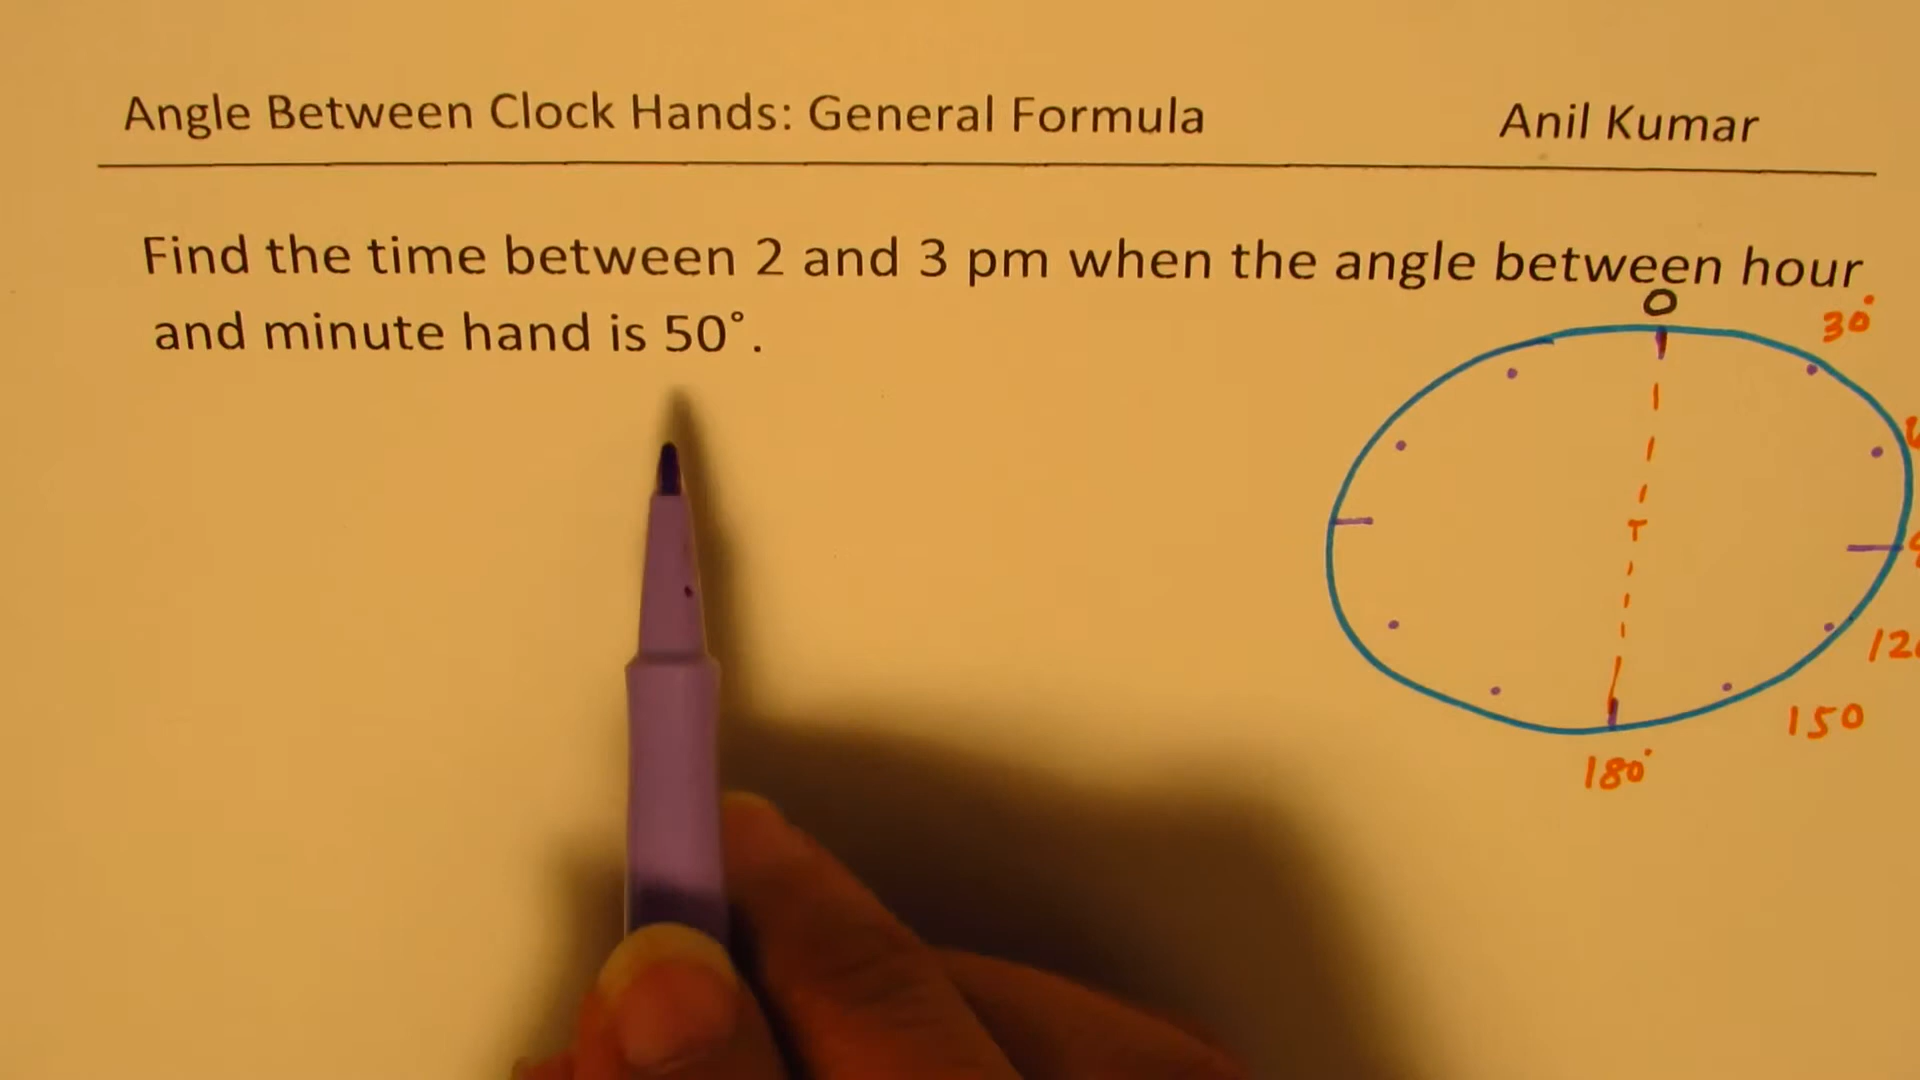 Angle Between Clock Hands: General Formula
Anil Kumar
Find the time between 2 and 3 pm when the angle between hour
and minute hand is 50°.
0
30°
120
150
180°